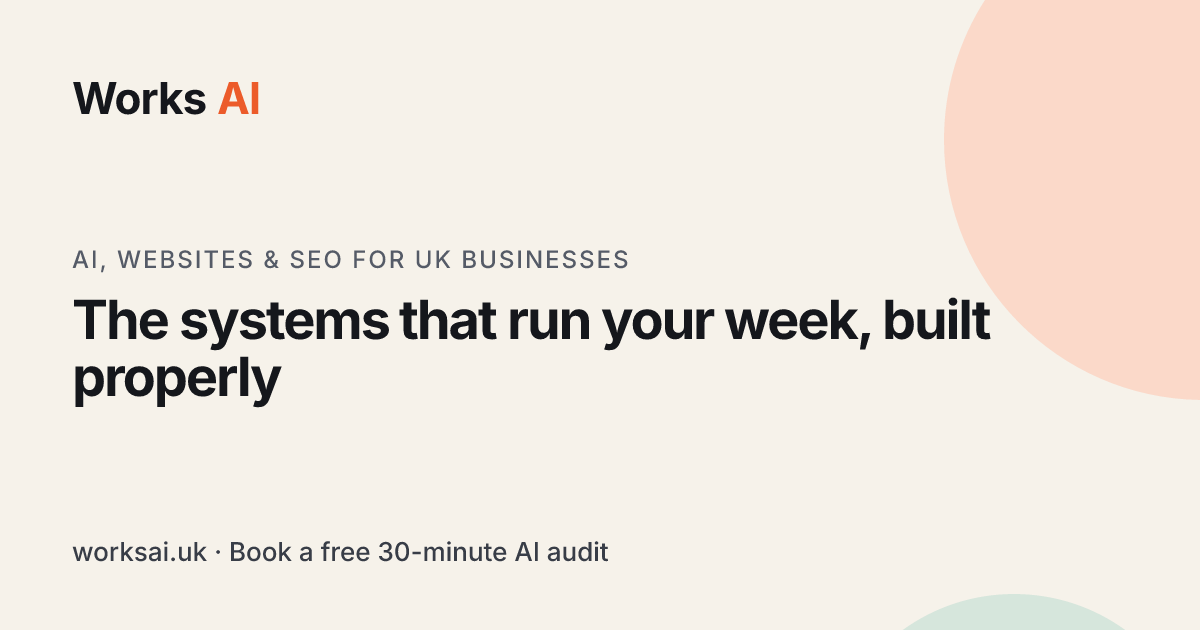 Works AI
AI, WEBSITES & SEO FOR UK BUSINESSES
The systems that run your week, built
properly
worksai.uk · Book a free 30-minute AI audit